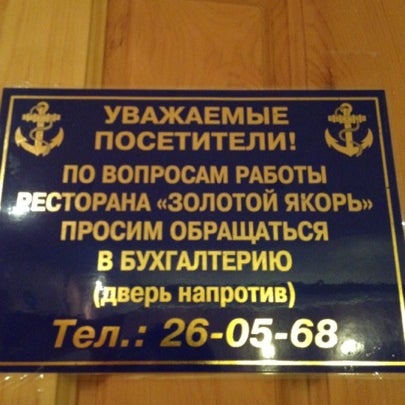 УВАЖАЕМЫЕ
ПОСЕТИТЕЛИ!
ПО ВОПРОСАМ РАБОТЫ
РЕСТОРАНА «ЗОЛОТОЙ ЯКОРЬ»
ПРОСИМ ОБРАЩАТЬСЯ
В БУХГАЛТЕРИЮ
(дверь напротив)
Тел.: 26-05-68